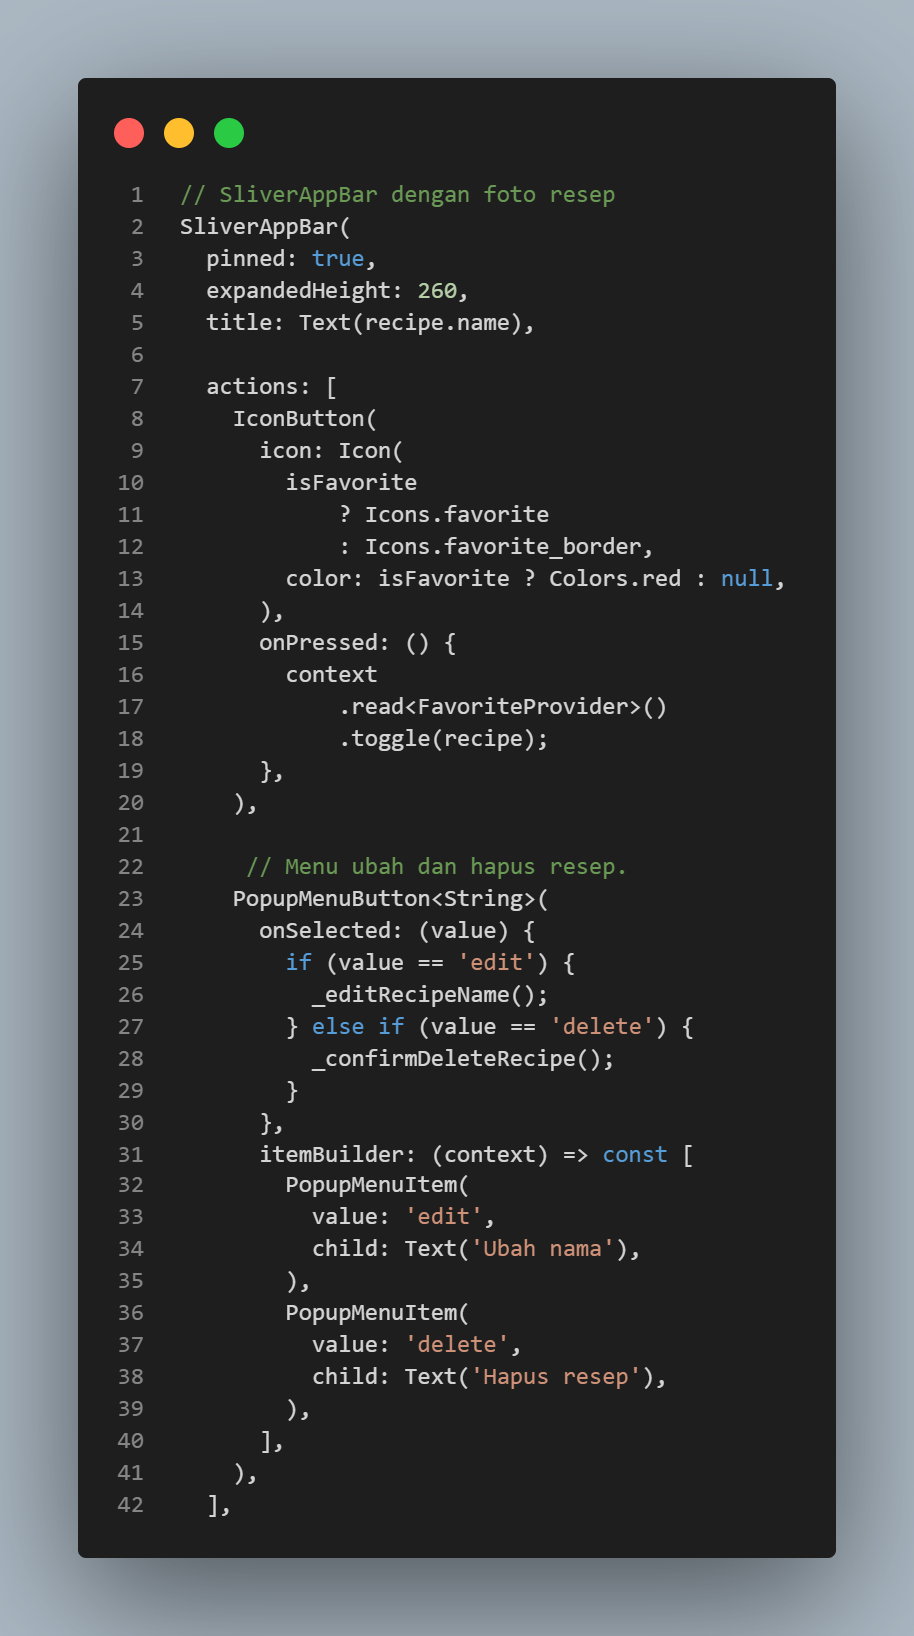 1 // SliverAppBar dengan foto resep
2 SliverAppBar(
3   pinned: true,
4   expandedHeight: 260,
5   title: Text(recipe.name),
6
7   actions: [
8     IconButton(
9       icon: Icon(
10         isFavorite
11             ? Icons.favorite
12             : Icons.favorite_border,
13         color: isFavorite ? Colors.red : null,
14       ),
15       onPressed: () {
16         context
17             .read<FavoriteProvider>()
18             .toggle(recipe);
19       },
20     ),
21
22      // Menu ubah dan hapus resep.
23     PopupMenuButton<String>(
24       onSelected: (value) {
25         if (value == 'edit') {
26           _editRecipeName();
27         } else if (value == 'delete') {
28           _confirmDeleteRecipe();
29         }
30       },
31       itemBuilder: (context) => const [
32         PopupMenuItem(
33           value: 'edit',
34           child: Text('Ubah nama'),
35         ),
36         PopupMenuItem(
37           value: 'delete',
38           child: Text('Hapus resep'),
39         ),
40       ],
41     ),
42   ],